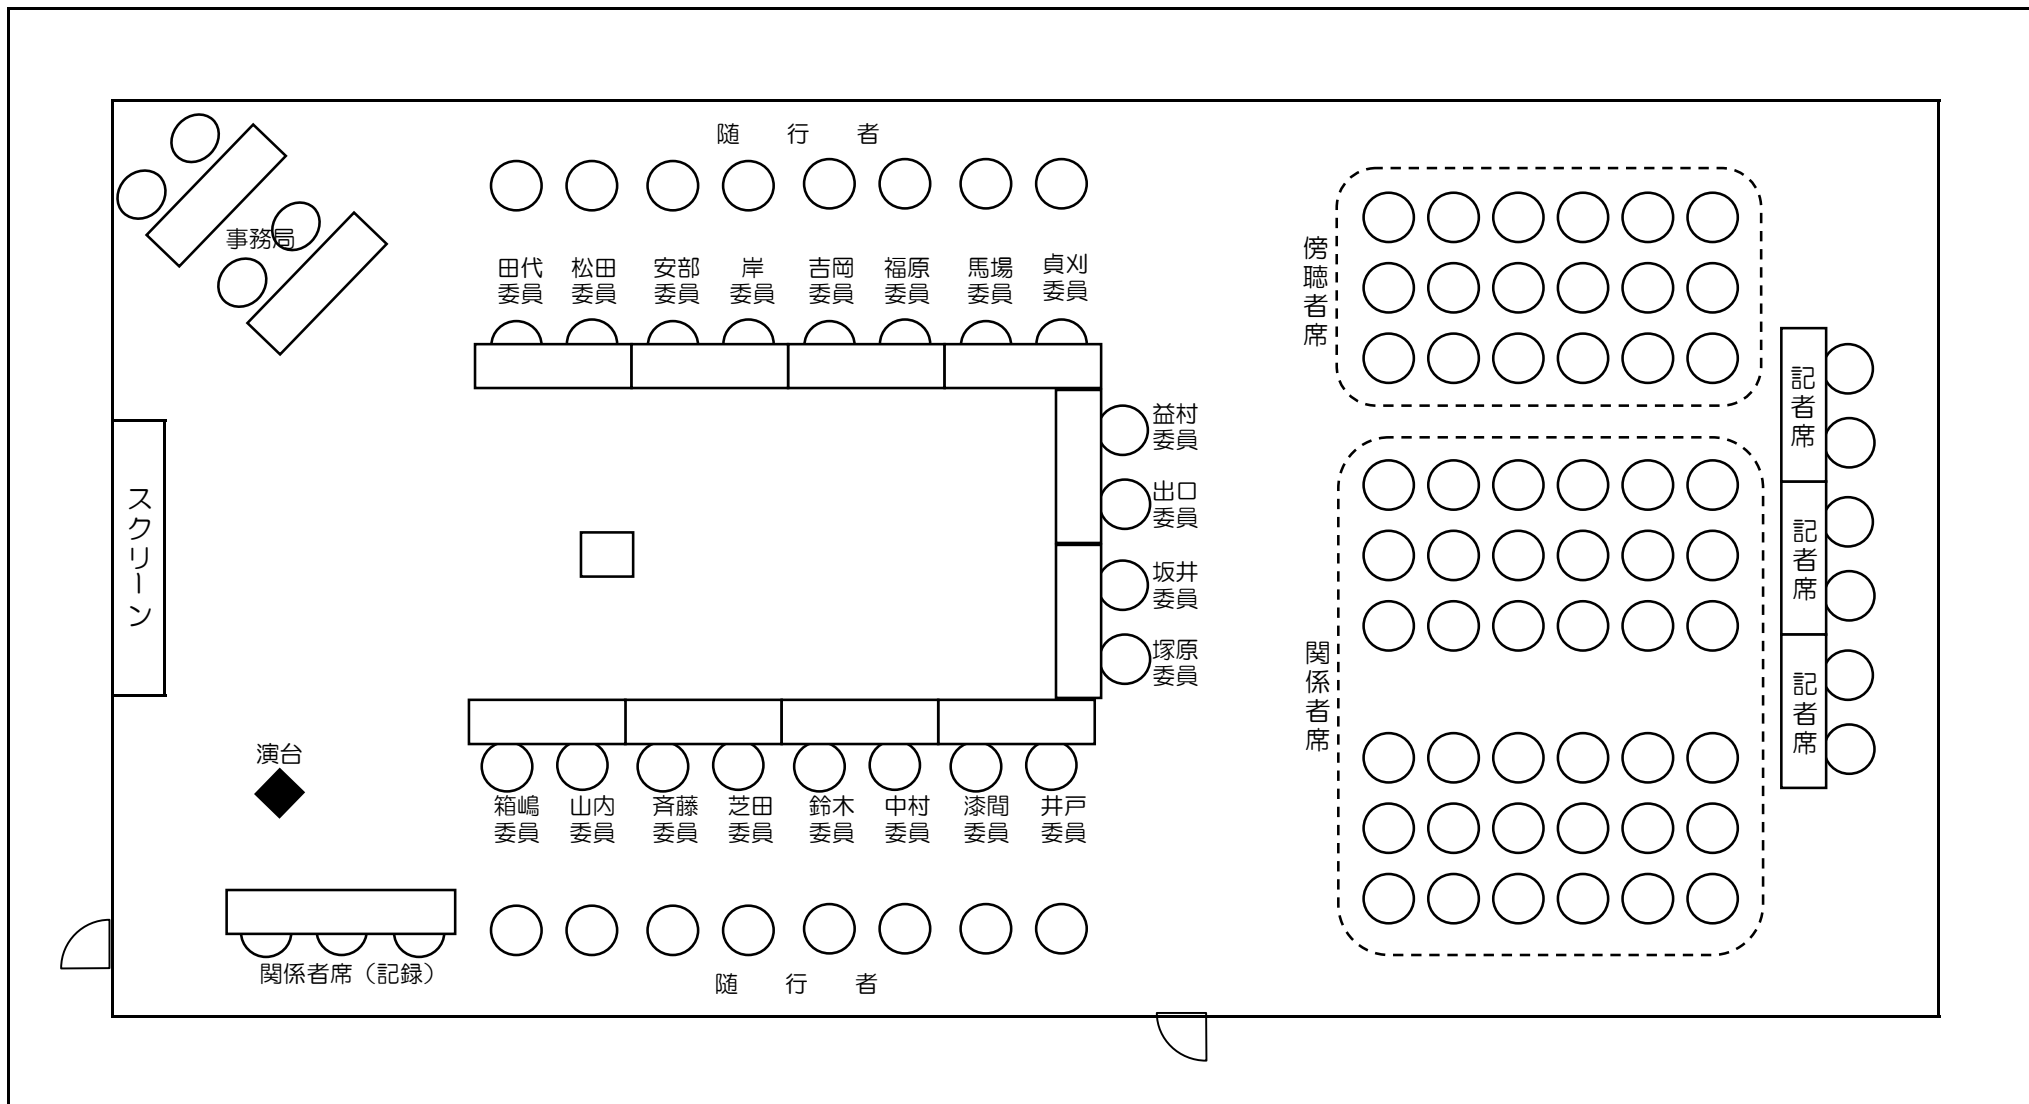 随 行 者
事務局
田代
委員
松田
委員
安部
委員
岸
委員
吉岡
委員
福原
委員
馬場
委員
貞刈
委員
益村
委員
出口
委員
坂井
委員
塚原
委員
スクリーン
演台
箱嶋
委員
山内
委員
斉藤
委員
芝田
委員
鈴木
委員
中村
委員
漆間
委員
井戸
委員
関係者席（記録）
随 行 者
傍聴者席
関係者席
記者席
記者席
記者席